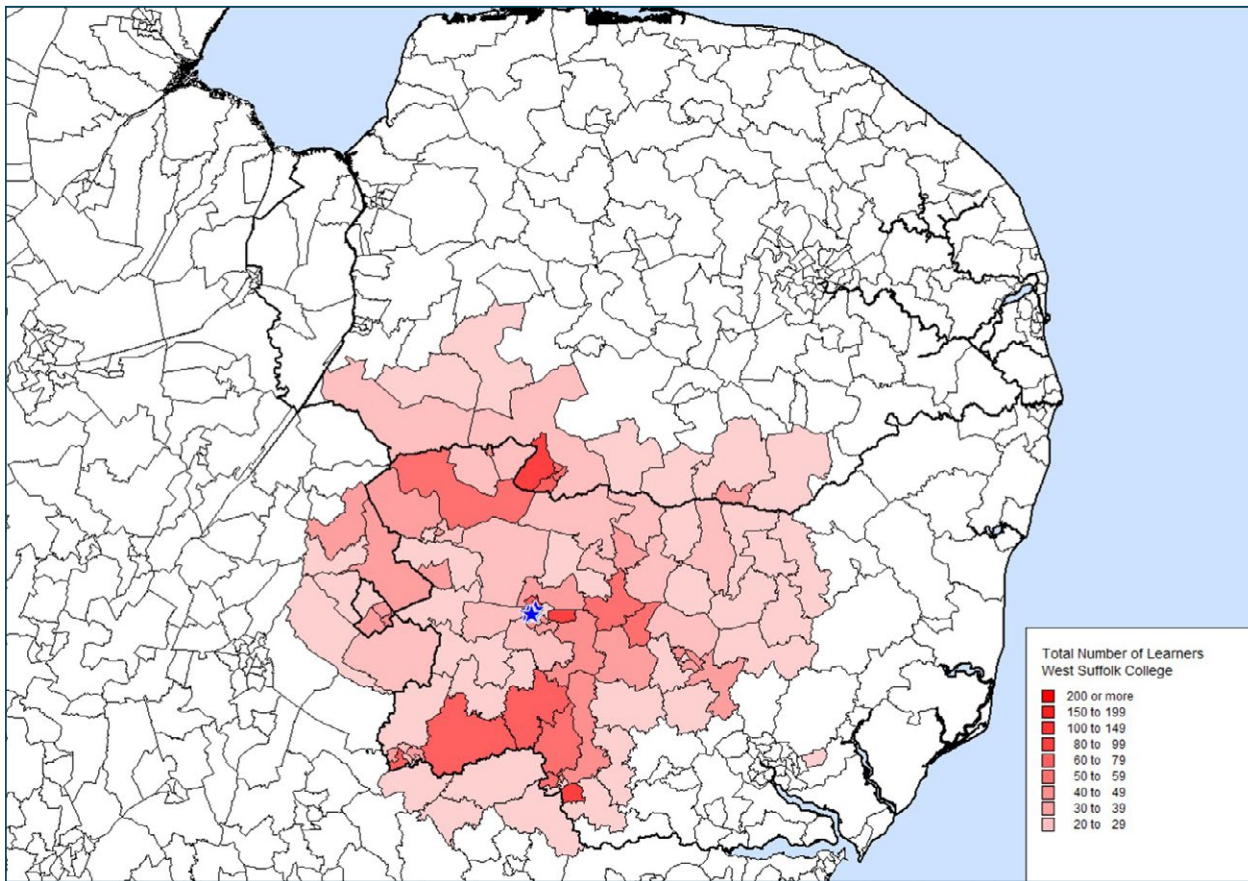 Total Number of Learners
West Suffolk College
200 or more
150 to 199
100 to 149
80 to 99
60 to 79
50 to 59
40 to 49
30 to 39
20 to 29